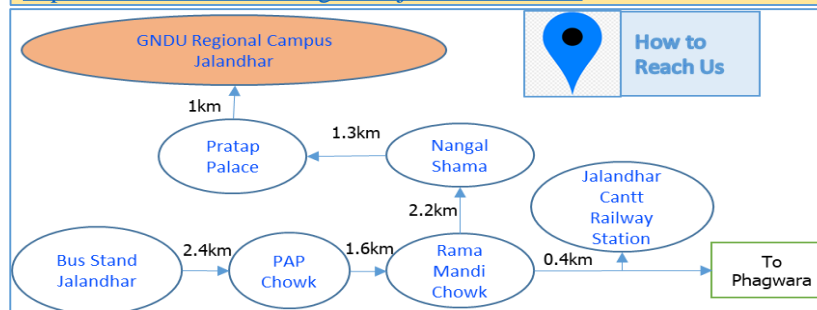 GNDU Regional Campus
Jalandhar
How to
Reach Us
1km
Pratap
Palace
1.3km
Nangal
Shama
Jalandhar
Cantt
Railway
Station
2.2km
Bus Stand
Jalandhar
2.4km
PAP
Chowk
1.6km
Rama
Mandi
Chowk
0.4km
To
Phagwara